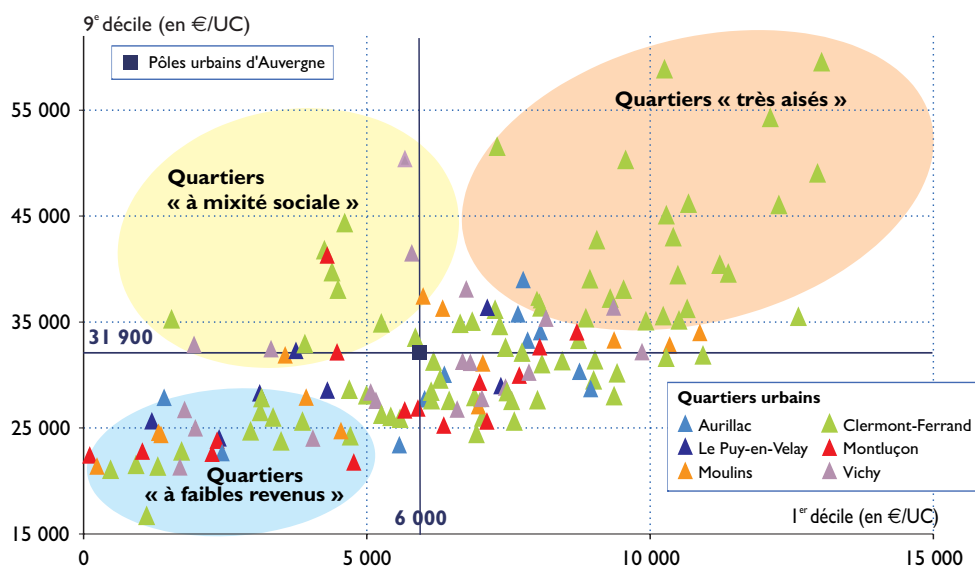 9e décile (en €/UC)
Pôles urbains d'Auvergne
55 000
45 000
35 000
25 000
15 000
Quartiers « très aisés »
Quartiers
« à mixité sociale »
31 900
Quartiers
« à faibles revenus »
6 000
Quartiers urbains
Aurillac
Clermont-Ferrand
Le Puy-en-Velay
Montluçon
Moulins
Vichy
1er décile (en €/UC)
0
5 000
10 000
15 000